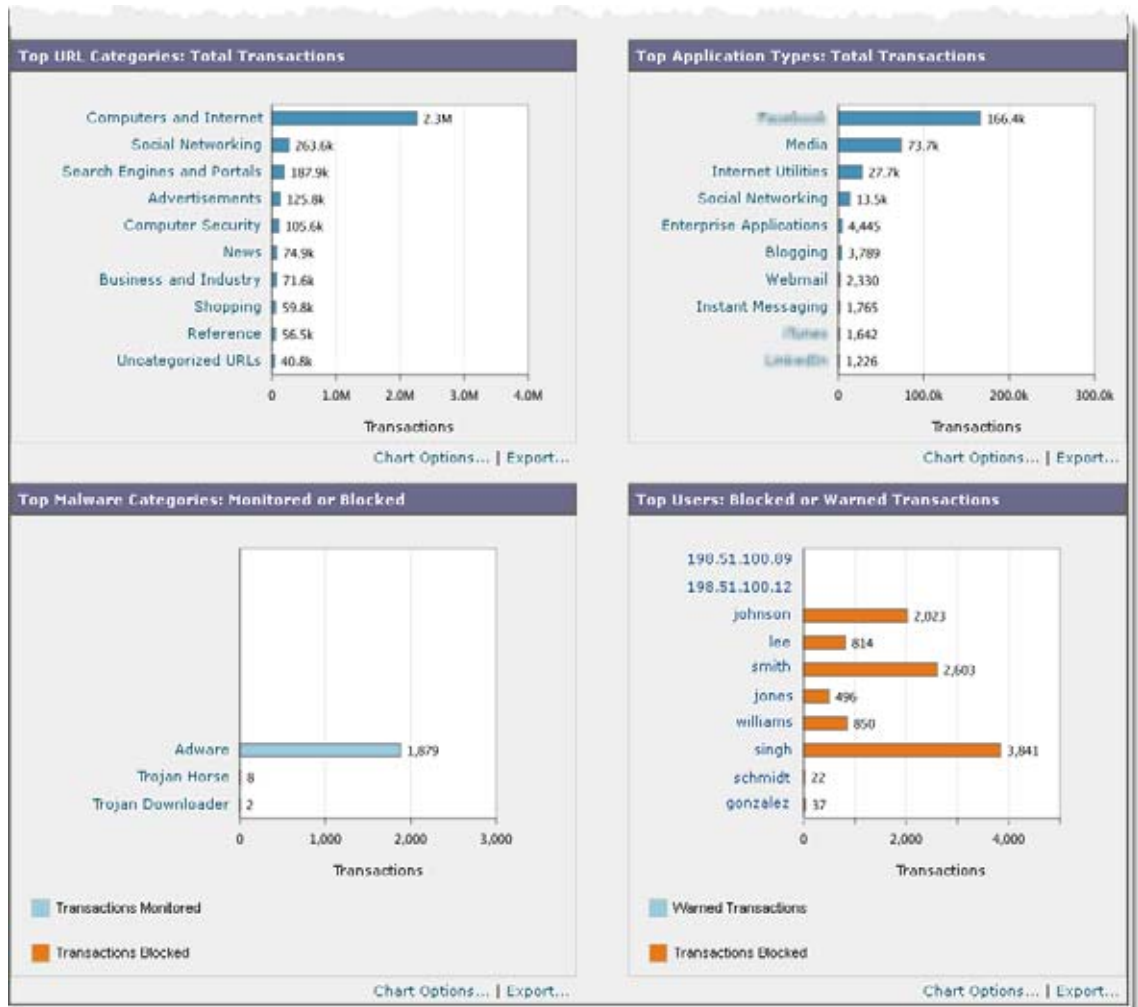 Top URL Categories: Total Transactions
Computers and Internet 2.3M
Social Networking 263.6k
Search Engines and Portals 187.9k
Advertisements 125.8k
Computer Security 105.6k
News 74.9k
Business and Industry 71.6k
Shopping 59.8k
Reference 56.5k
Uncategorized URLs 40.8k
0 1.0M 2.0M 3.0M 4.0M
Transactions
Chart Options... | Export...
Top Application Types: Total Transactions
Facebook 166.4k
Media 73.7k
Internet Utilities 27.7k
Social Networking 13.5k
Enterprise Applications 4,445
Blogging 3,789
Webmail 2,330
Instant Messaging 1,765
iTunes 1,642
LinkedIn 1,226
0 100.0k 200.0k 300.0k
Transactions
Chart Options... | Export...
Top Malware Categories: Monitored or Blocked
Adware 1,879
Trojan Horse 8
Trojan Downloader 2
0 1,000 2,000 3,000
Transactions
Transactions Monitored
Transactions Blocked
Chart Options... | Export...
Top Users: Blocked or Warned Transactions
198.51.100.89
198.51.100.12
johnson 2,023
lee 814
smith 2,603
jones 496
williams 850
singh 3,841
schmidt 22
gonzalez 37
0 2,000 4,000
Transactions
Warned Transactions
Transactions Blocked
Chart Options... | Export...